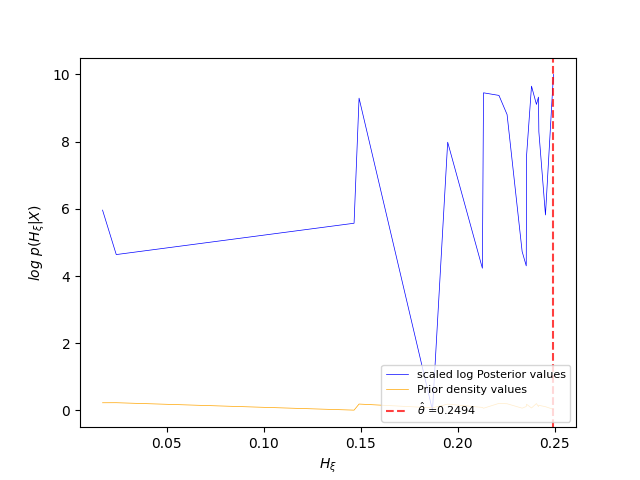 10
8
6
4
2
0
log p(H_ξ|X)
0.05
0.10
0.15
0.20
0.25
H_ξ
scaled log Posterior values
Prior density values
θ̂ =0.2494